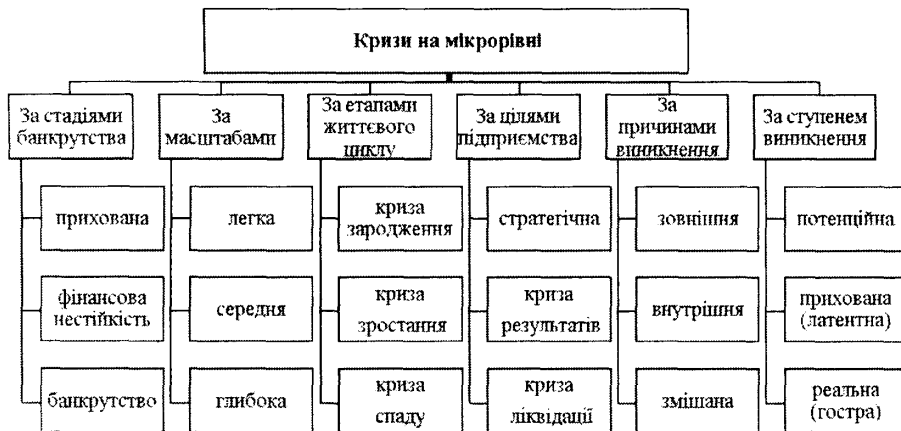 Кризи на мікрорівні
За стадіями
банкрутства
За
масштабами
За етапами
життєвого
циклу
За цілями
підприємства
За
причинами
виникнення
За ступенем
виникнення
прихована
легка
криза
зародження
стратегічна
зовнішня
потенційна
фінансова
нестійкість
середня
криза
зростання
криза
результатів
внутрішня
прихована
(латентна)
банкрутство
глибока
криза
спаду
криза
ліквідації
змішана
реальна
(гостра)